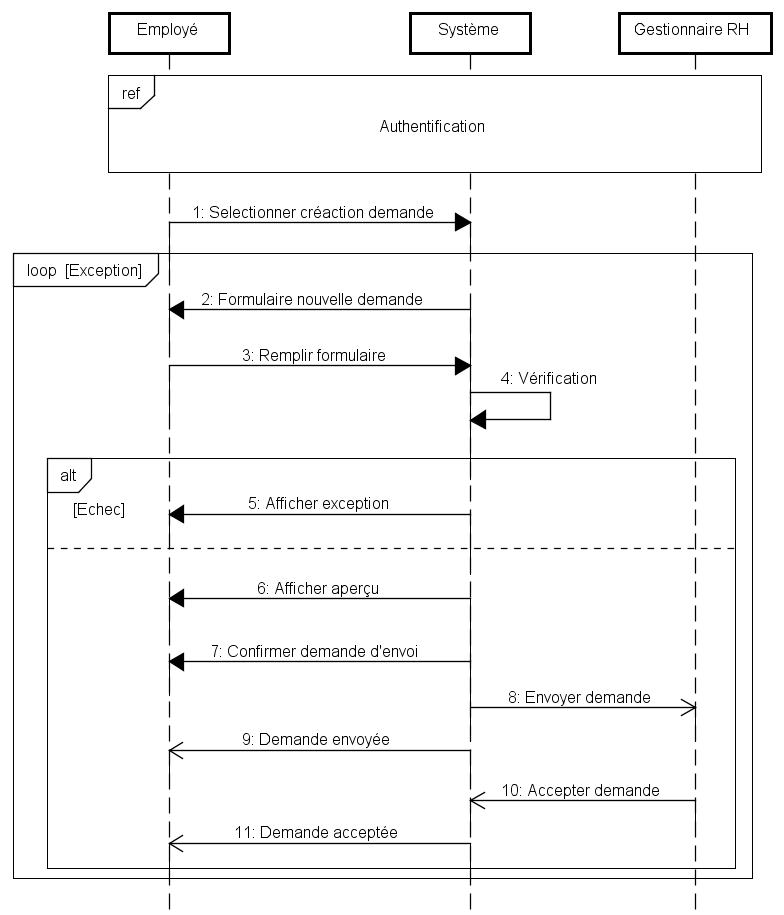 Employé
Système
Gestionnaire RH
ref
Authentification
1: Selectionner créaction demande
loop [Exception]
2: Formulaire nouvelle demande
3: Remplir formulaire
4: Vérification
alt
[Echec]
5: Afficher exception
6: Afficher aperçu
7: Confirmer demande d'envoi
8: Envoyer demande
9: Demande envoyée
10: Accepter demande
11: Demande acceptée